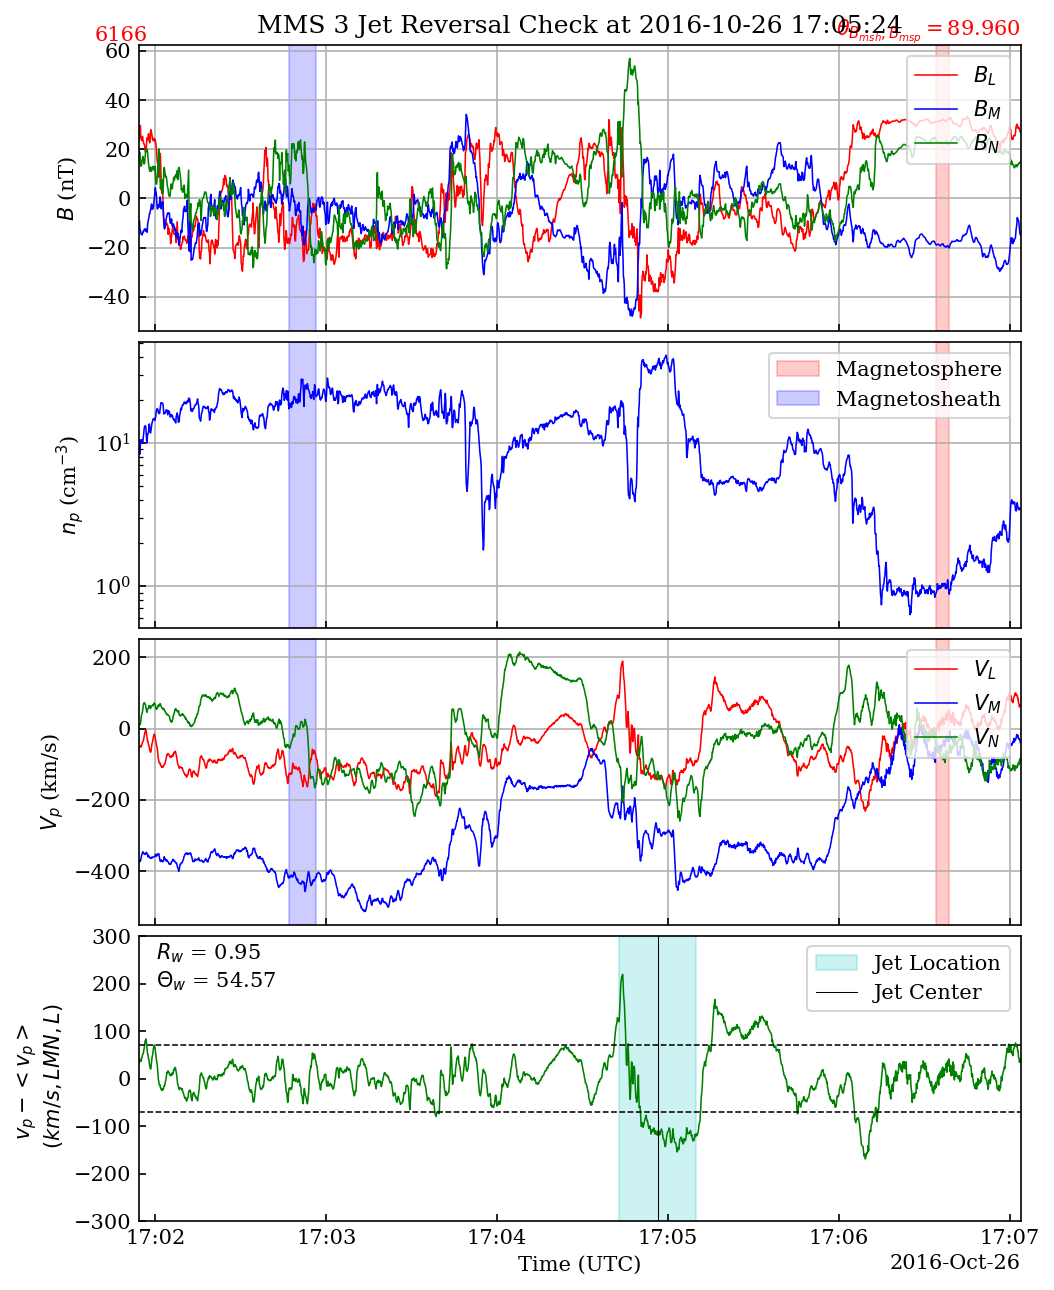 MMS 3 Jet Reversal Check at 2016-10-26 17:05:24
6166
θ_{B_{msh}, B_{msp}} = 89.960
60
40
20
0
−20
−40
B (nT)
B_L
B_M
B_N
10^1
10^0
n_p (cm^{−3})
Magnetosphere
Magnetosheath
200
0
−200
−400
V_p (km/s)
V_L
V_M
V_N
300
200
100
0
−100
−200
−300
v_p − < v_p >
(km/s, LMN, L)
R_w = 0.95
Θ_w = 54.57
Jet Location
Jet Center
17:02 17:03 17:04 17:05 17:06 17:07
Time (UTC)
2016-Oct-26